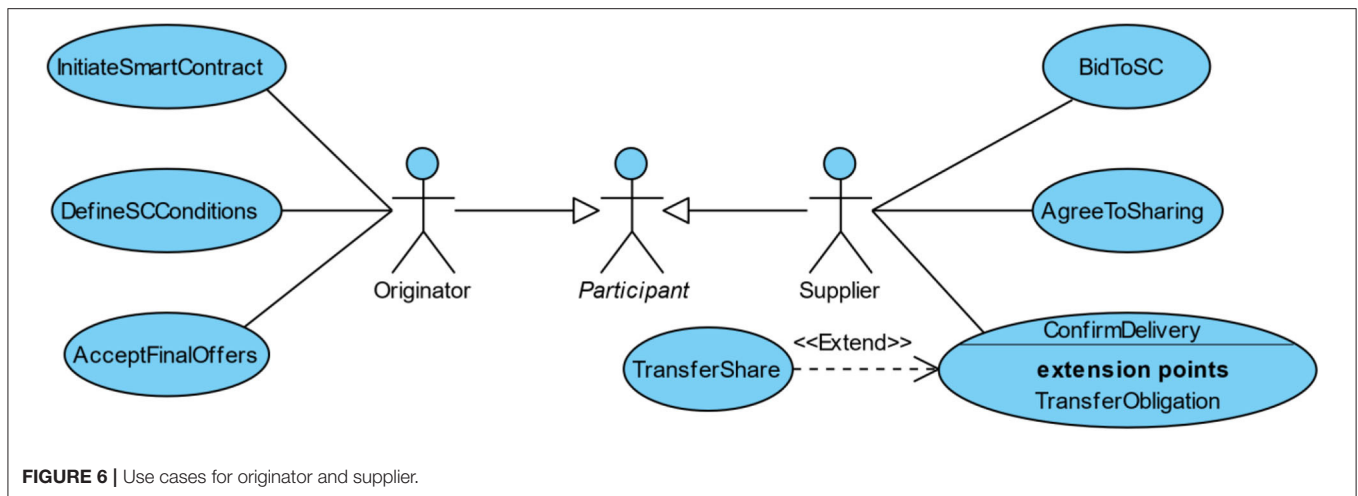 InitiateSmartContract
BidToSC
DefineSCConditions
AgreeToSharing
Originator
Participant
Supplier
AcceptFinalOffers
TransferShare
<<Extend>>
ConfirmDelivery
extension points
TransferObligation
FIGURE 6 | Use cases for originator and supplier.